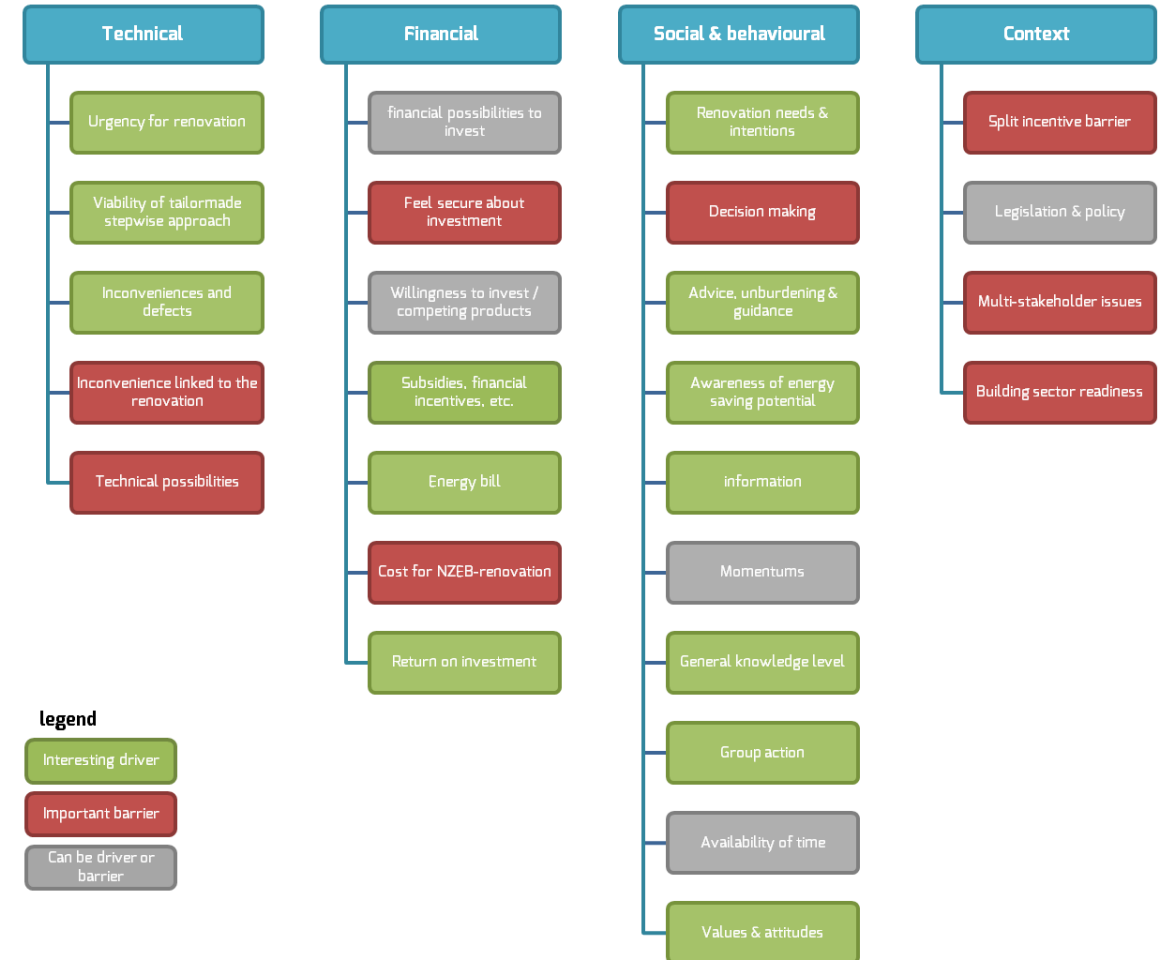 Technical
Urgency for renovation
Viability of tailormade
stepwise approach
Inconveniences and
defects
Inconvenience linked to the
renovation
Technical possibilities
Financial
financial possibilities to
invest
Feel secure about
investment
Willingness to invest /
competing products
Subsidies, financial
incentives, etc.
Energy bill
Cost for NZEB-renovation
Return on investment
Social & behavioural
Renovation needs &
intentions
Decision making
Advice, unburdening &
guidance
Awareness of energy
saving potential
information
Momentums
General knowledge level
Group action
Availability of time
Values & attitudes
Context
Split incentive barrier
Legislation & policy
Multi-stakeholder issues
Building sector readiness
legend
Interesting driver
Important barrier
Can be driver or
barrier